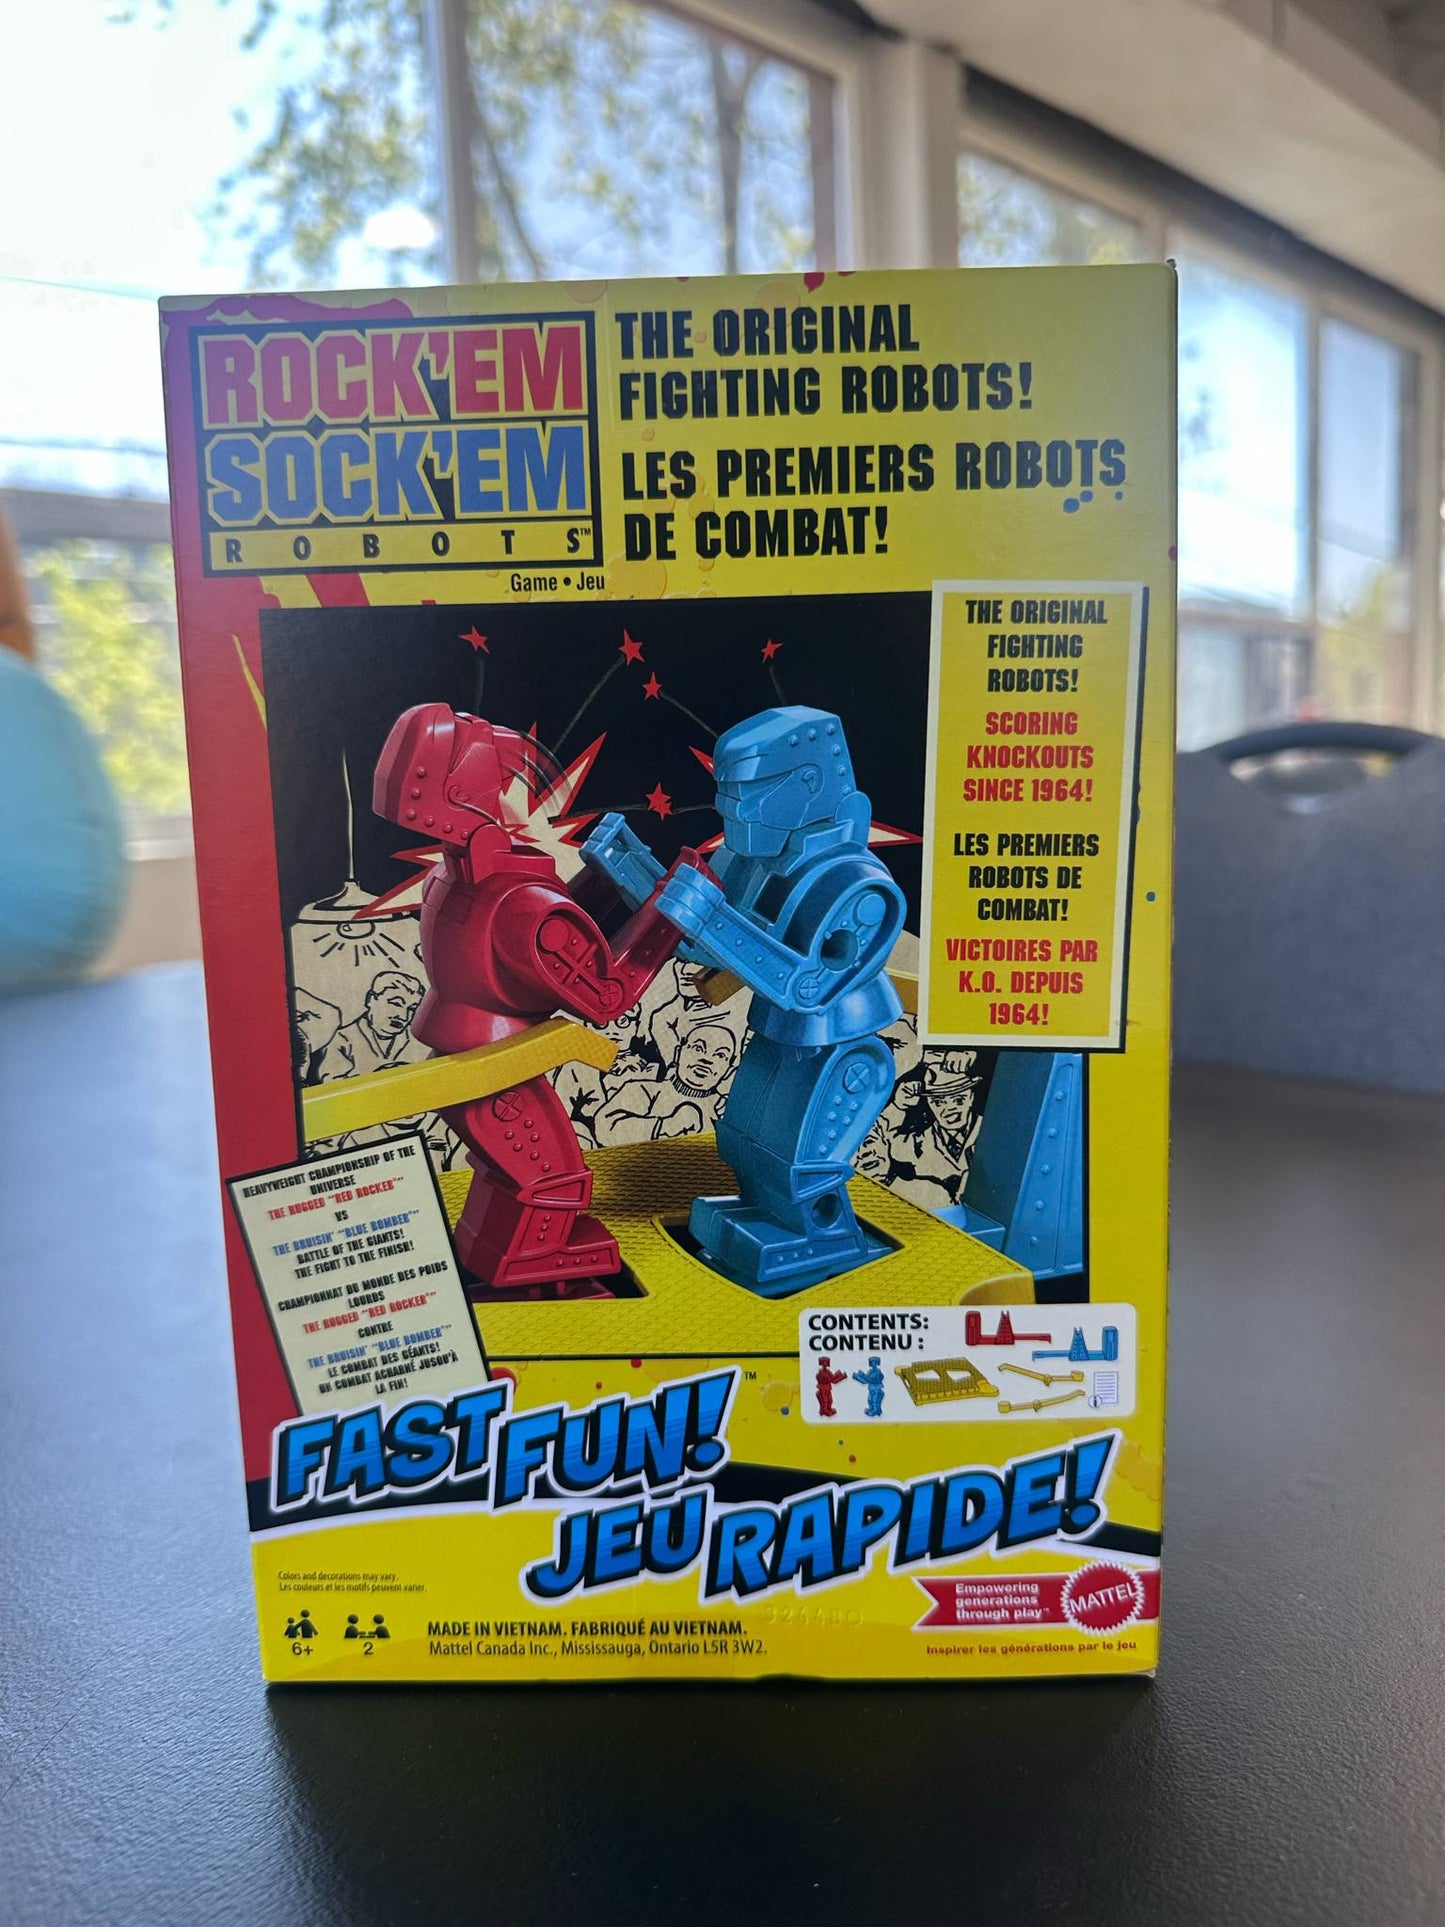 ROCK'EM
SOCK'EM
ROBOTS™
Game • Jeu
THE ORIGINAL
FIGHTING ROBOTS!
LES PREMIERS ROBOTS
DE COMBAT!
THE ORIGINAL
FIGHTING
ROBOTS!
SCORING
KNOCKOUTS
SINCE 1964!
LES PREMIERS
ROBOTS DE
COMBAT!
VICTOIRES PAR
K.O. DEPUIS
1964!
HEAVYWEIGHT CHAMPIONSHIP OF THE
UNIVERSE
THE RUGGED "RED ROCKER"™
VS
THE BRUISIN' "BLUE BOMBER"™
BATTLE OF THE GIANTS!
THE FIGHT TO THE FINISH!
CHAMPIONNAT DU MONDE DES POIDS
LOURDS
THE RUGGED "RED ROCKER"™
CONTRE
THE BRUISIN' "BLUE BOMBER"™
LE COMBAT DES GÉANTS!
UN COMBAT ACHARNÉ JUSQU'À
LA FIN!
CONTENTS:
CONTENU :
FAST FUN!™
JEU RAPIDE!
Colors and decorations may vary.
Les couleurs et les motifs peuvent varier.
6+
2
MADE IN VIETNAM. FABRIQUÉ AU VIETNAM.
Mattel Canada Inc., Mississauga, Ontario L5R 3W2.
Empowering
generations
through play™
MATTEL
Inspirer les générations par le jeu